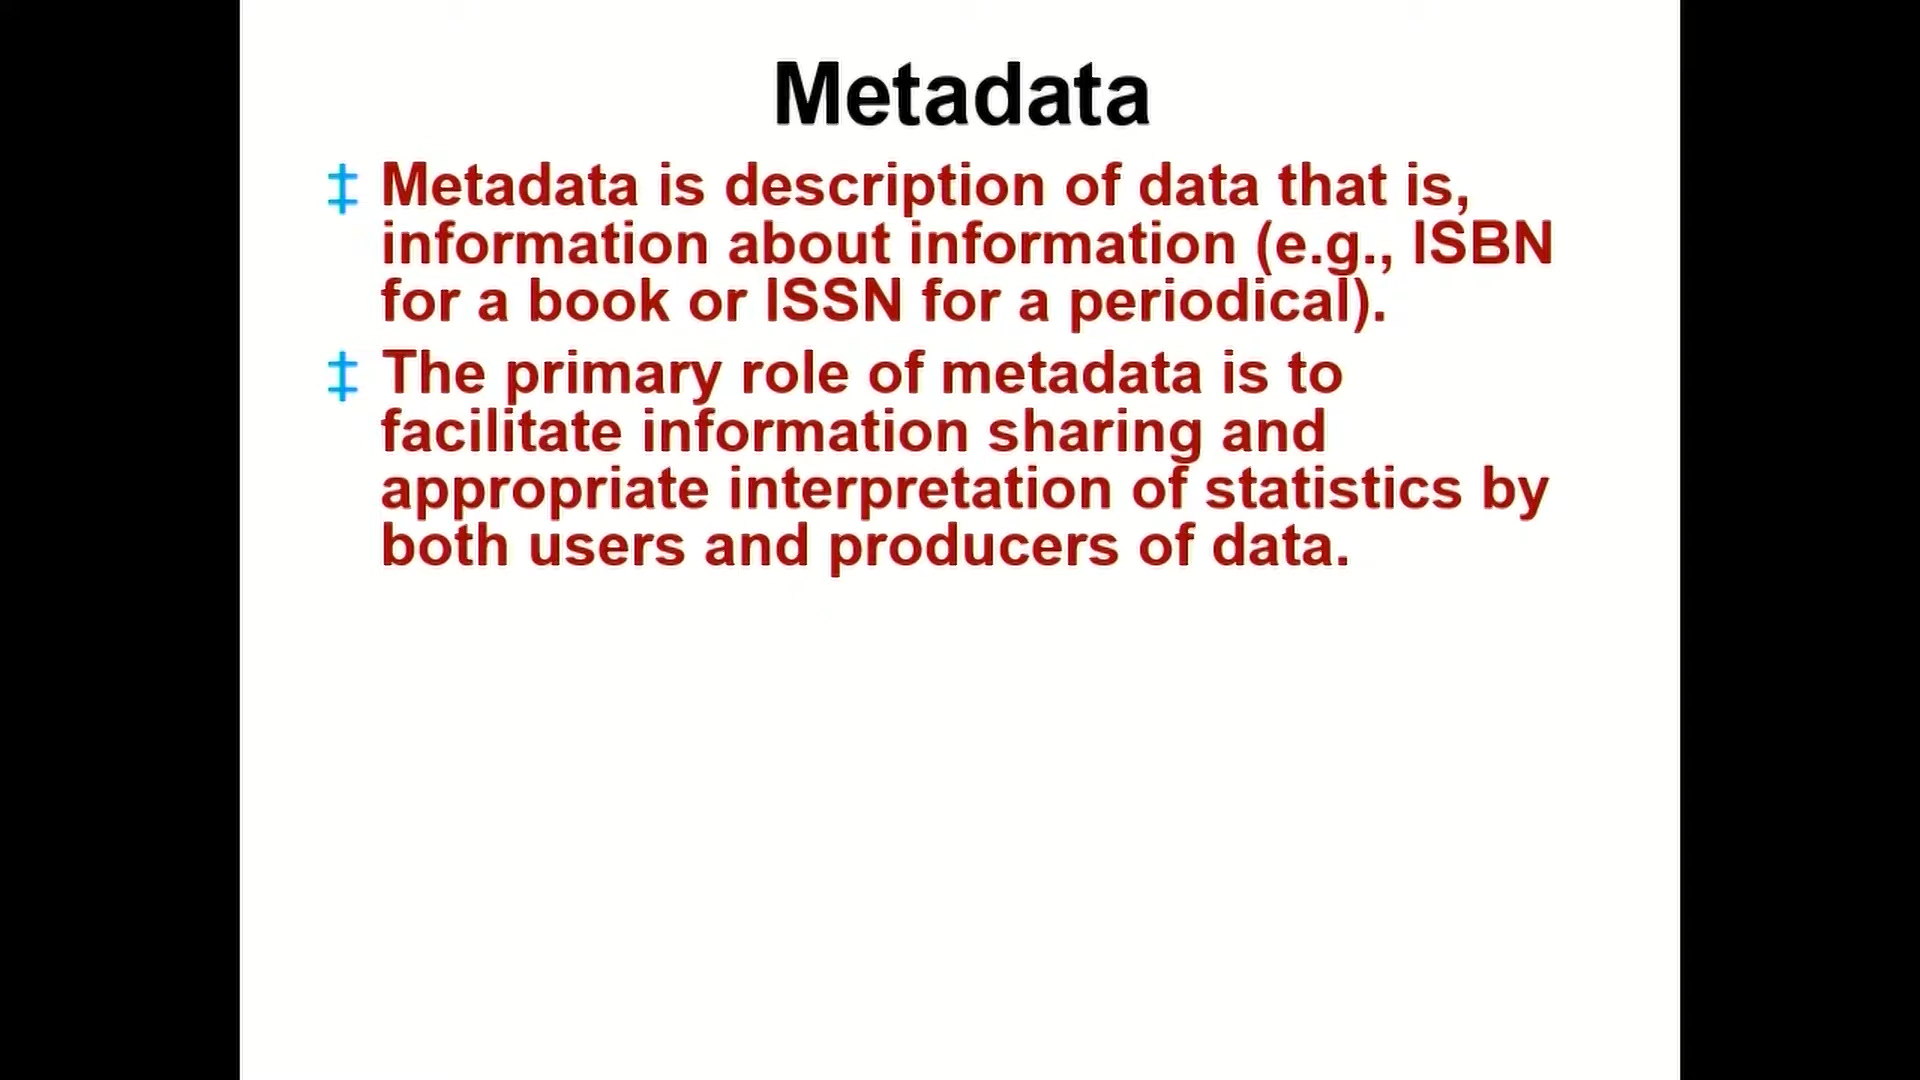 Metadata
‡ Metadata is description of data that is,
information about information (e.g., ISBN
for a book or ISSN for a periodical).
‡ The primary role of metadata is to
facilitate information sharing and
appropriate interpretation of statistics by
both users and producers of data.